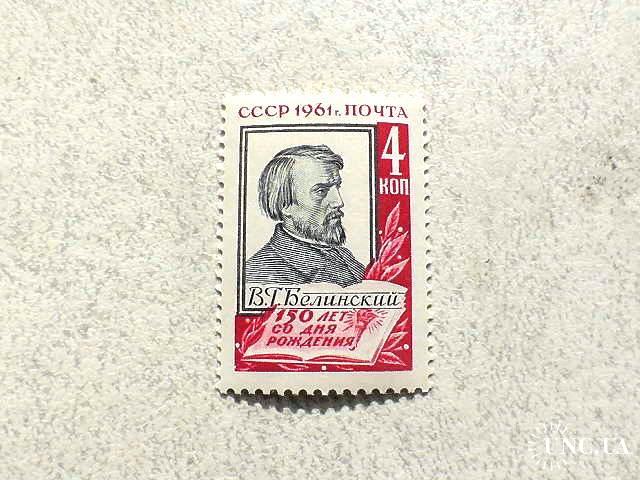 СССР 1961г. ПОЧТА
4
КОП
В.Г.Белинский
150 ЛЕТ
СО ДНЯ
РОЖДЕНИЯ
UNC.UA